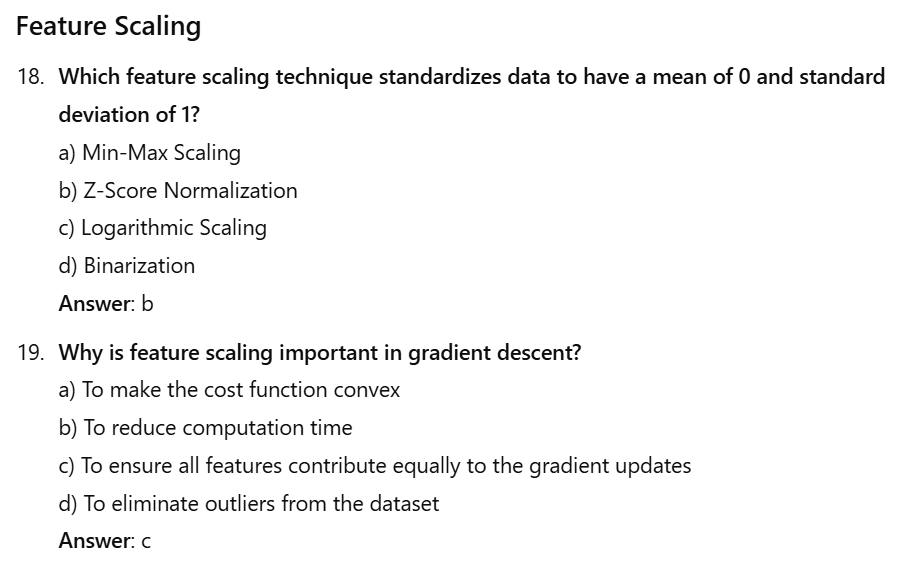 Feature Scaling
18. Which feature scaling technique standardizes data to have a mean of 0 and standard
deviation of 1?
a) Min-Max Scaling
b) Z-Score Normalization
c) Logarithmic Scaling
d) Binarization
Answer: b
19. Why is feature scaling important in gradient descent?
a) To make the cost function convex
b) To reduce computation time
c) To ensure all features contribute equally to the gradient updates
d) To eliminate outliers from the dataset
Answer: c